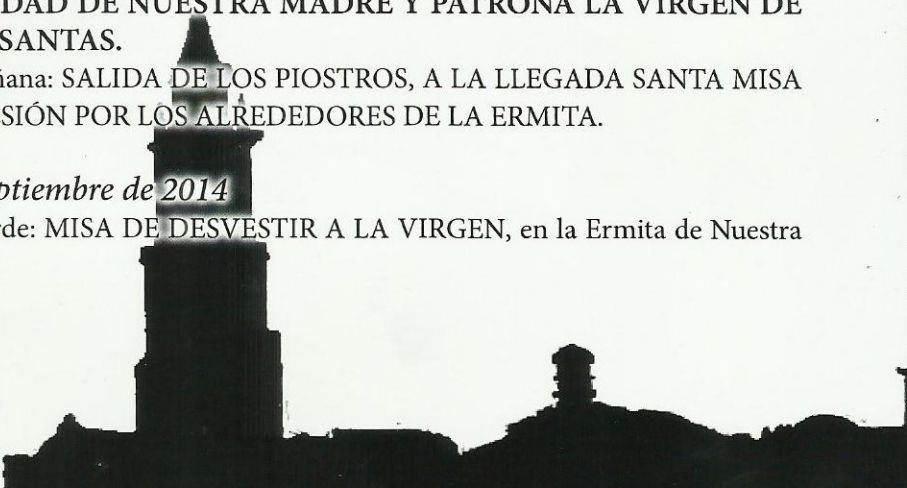 DAD DE NUESTRA MADRE Y PATRONA LA VIRGEN DE
SANTAS.
ñana: SALIDA DE LOS PIOSTROS, A LA LLEGADA SANTA MISA
SIÓN POR LOS ALREDEDORES DE LA ERMITA.
ptiembre de 2014
rde: MISA DE DESVESTIR A LA VIRGEN, en la Ermita de Nuestra